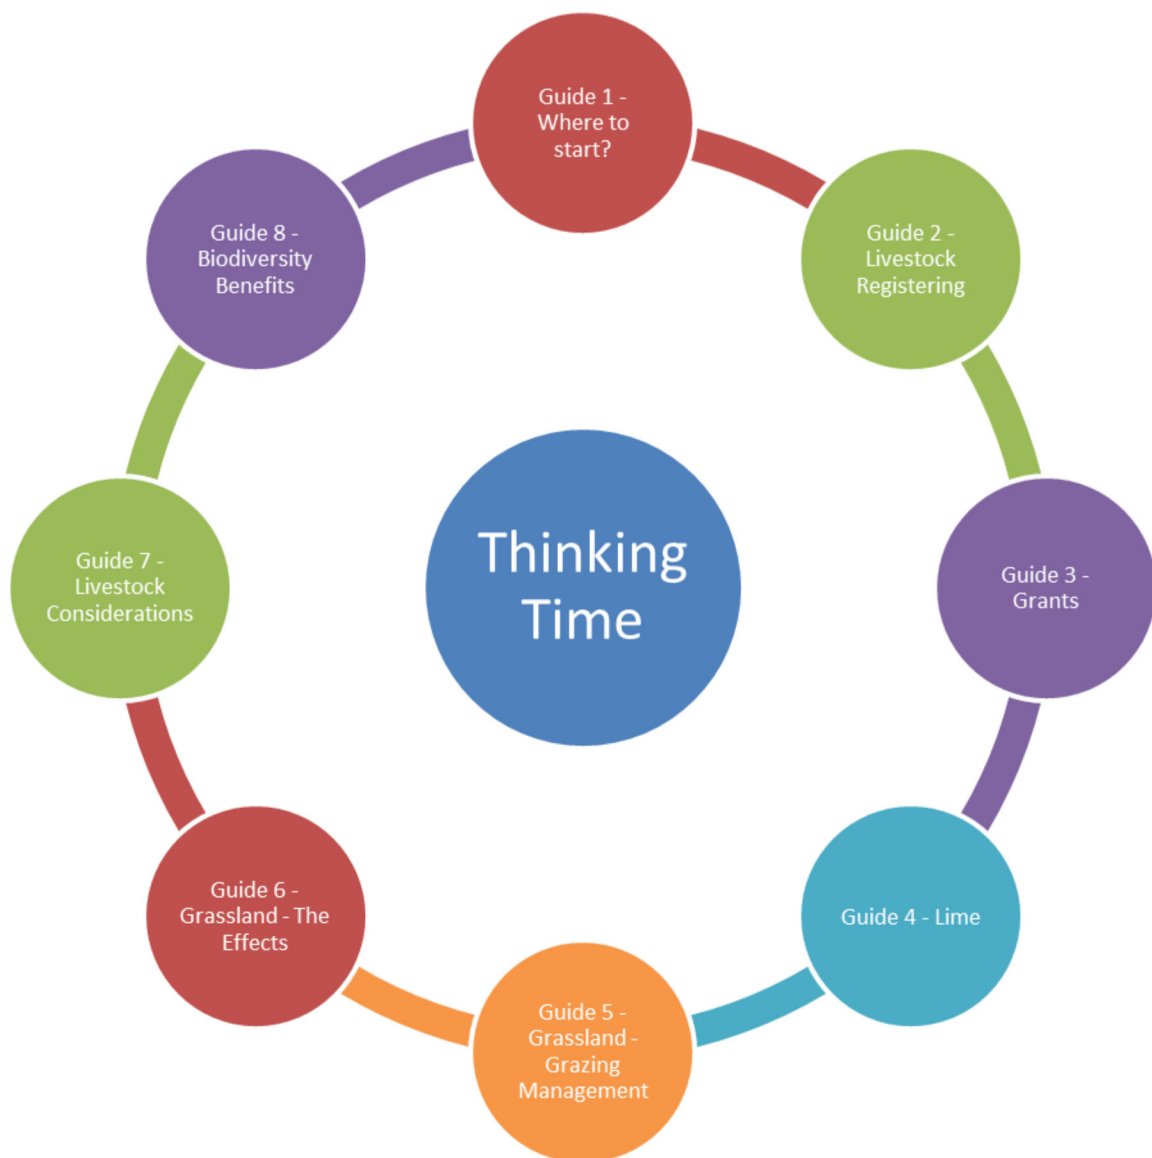 Guide 1 -
Where to
start?
Guide 2 -
Livestock
Registering
Guide 3 -
Grants
Guide 4 - Lime
Guide 5 -
Grassland -
Grazing
Management
Guide 6 -
Grassland - The
Effects
Guide 7 -
Livestock
Considerations
Guide 8 -
Biodiversity
Benefits
Thinking
Time